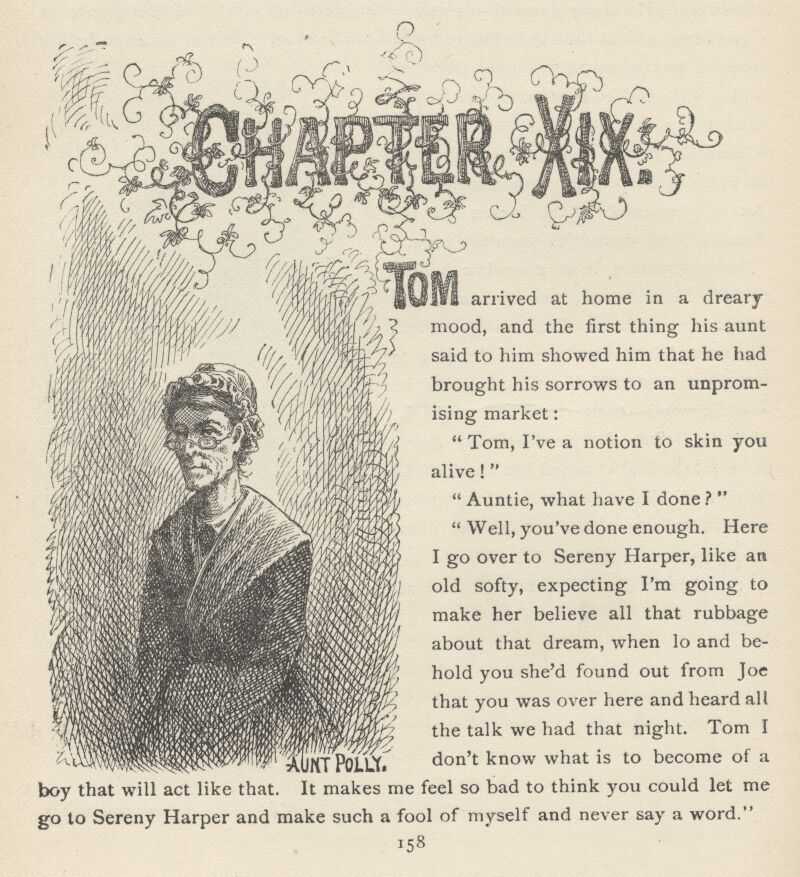 CHAPTER XIX.
TOM arrived at home in a dreary
mood, and the first thing his aunt
said to him showed him that he had
brought his sorrows to an unprom-
ising market:
"Tom, I've a notion to skin you
alive!"
"Auntie, what have I done?"
"Well, you've done enough. Here
I go over to Sereny Harper, like an
old softy, expecting I'm going to
make her believe all that rubbage
about that dream, when lo and be-
hold you she'd found out from Joe
that you was over here and heard all
the talk we had that night. Tom I
don't know what is to become of a
boy that will act like that. It makes me feel so bad to think you could let me
go to Sereny Harper and make such a fool of myself and never say a word."
AUNT POLLY.
158